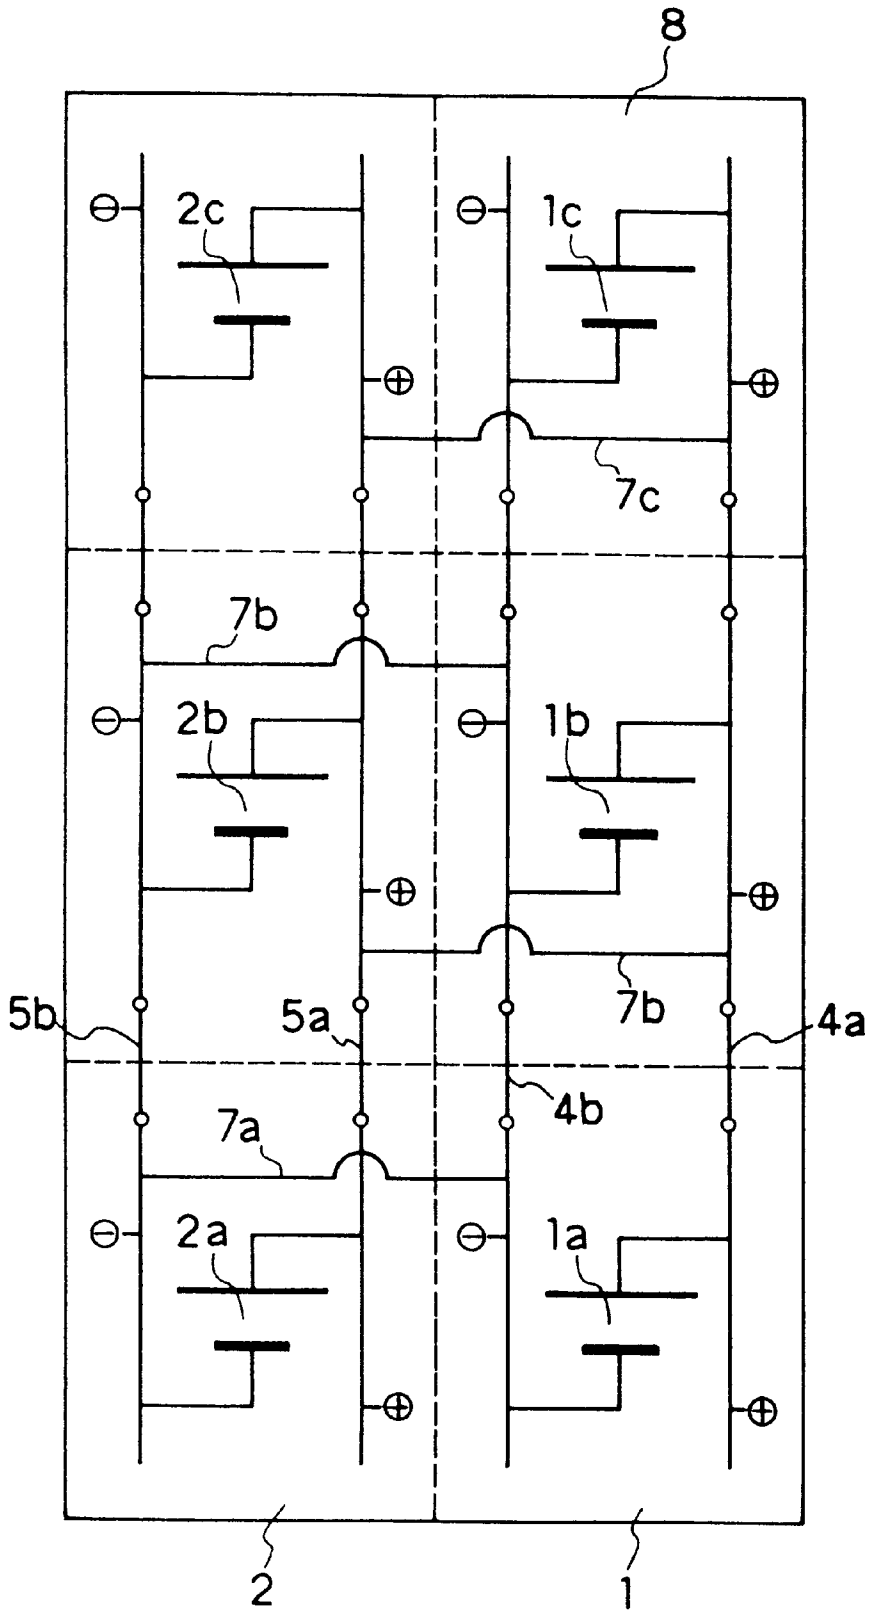 8
⊖ 2c ⊖ 1c
⊕ ⊕
7c
7b
⊖ 2b ⊖ 1b
⊕ ⊕
5b 5a 7b 4a
4b
7a
⊖ 2a ⊖ 1a
⊕ ⊕
2 1